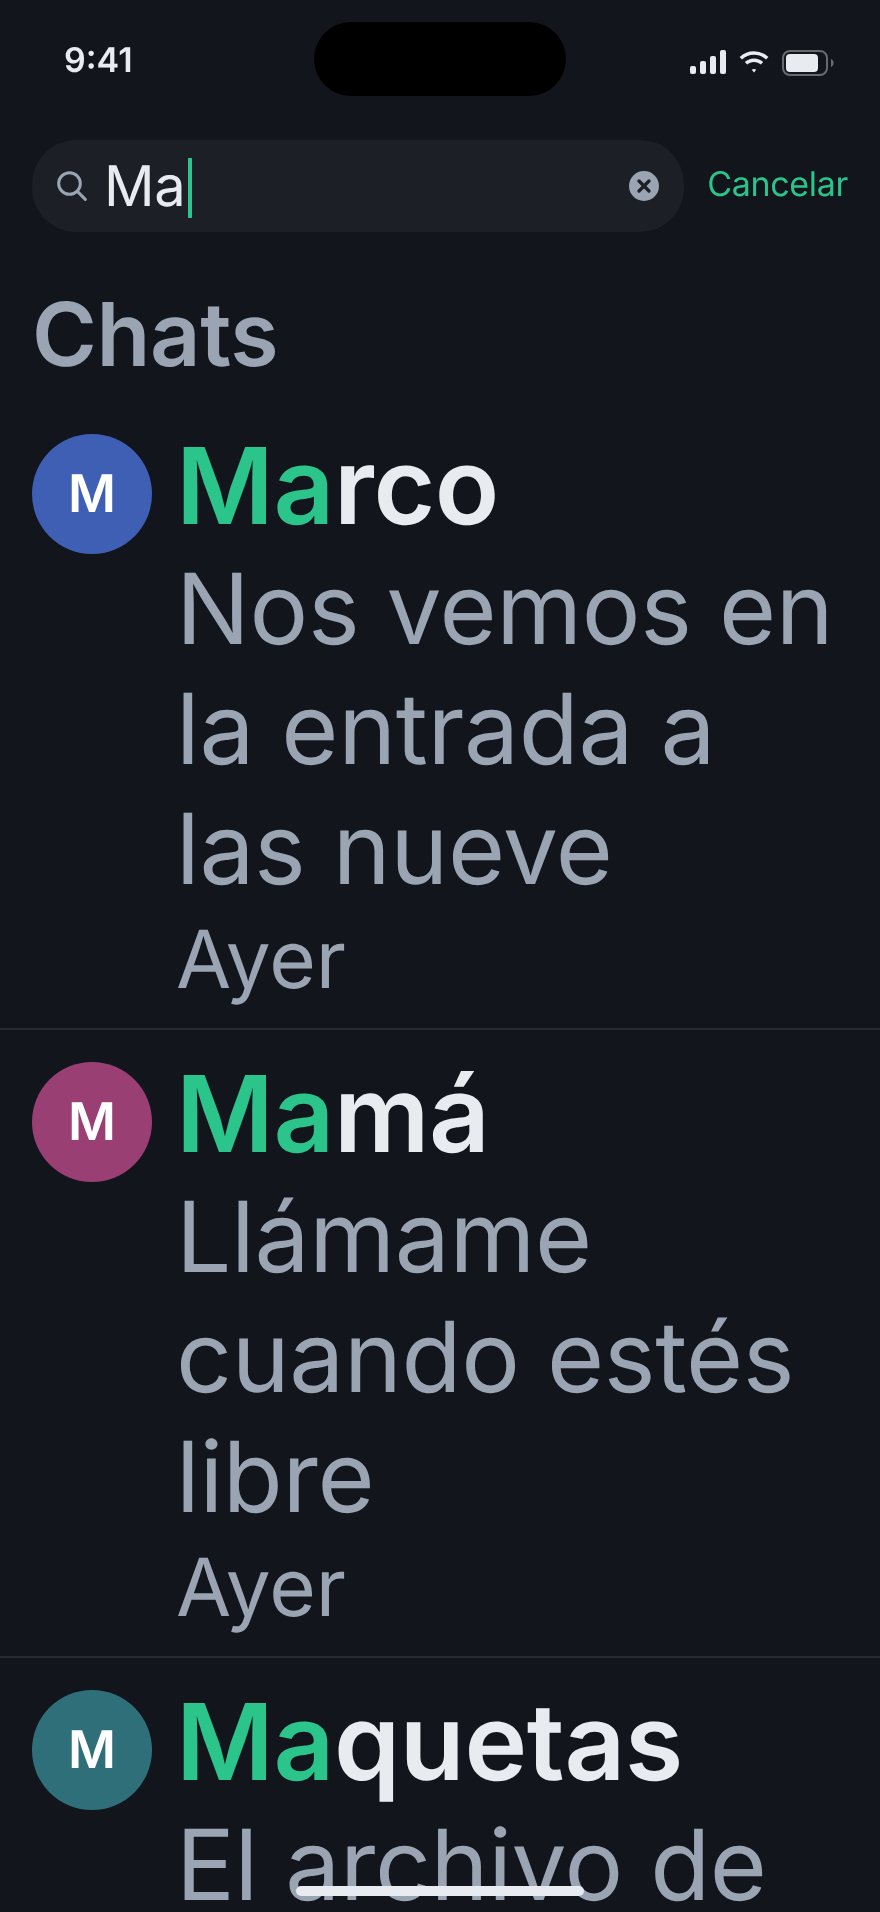 9:41
Ma
Cancelar
Chats
M
Marco
Nos vemos en
la entrada a
las nueve
Ayer
M
Mamá
Llámame
cuando estés
libre
Ayer
M
Maquetas
El archivo de